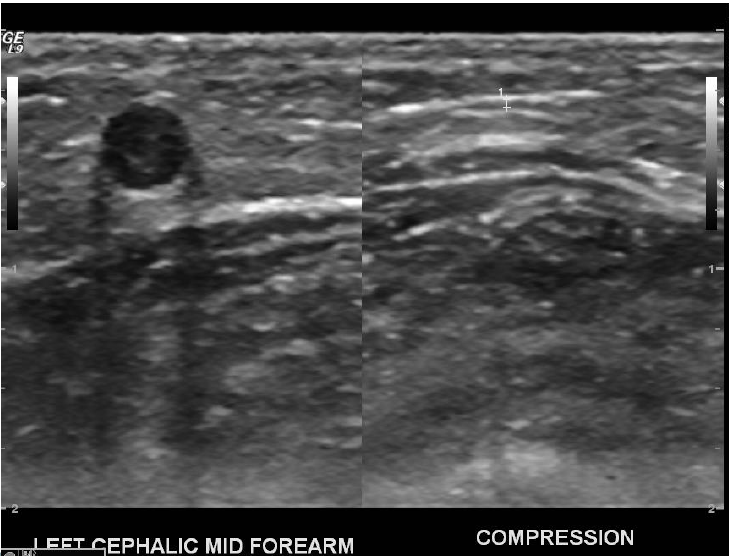 GE
L9
1
1
1
2
2
LEFT CEPHALIC MID FOREARM
COMPRESSION